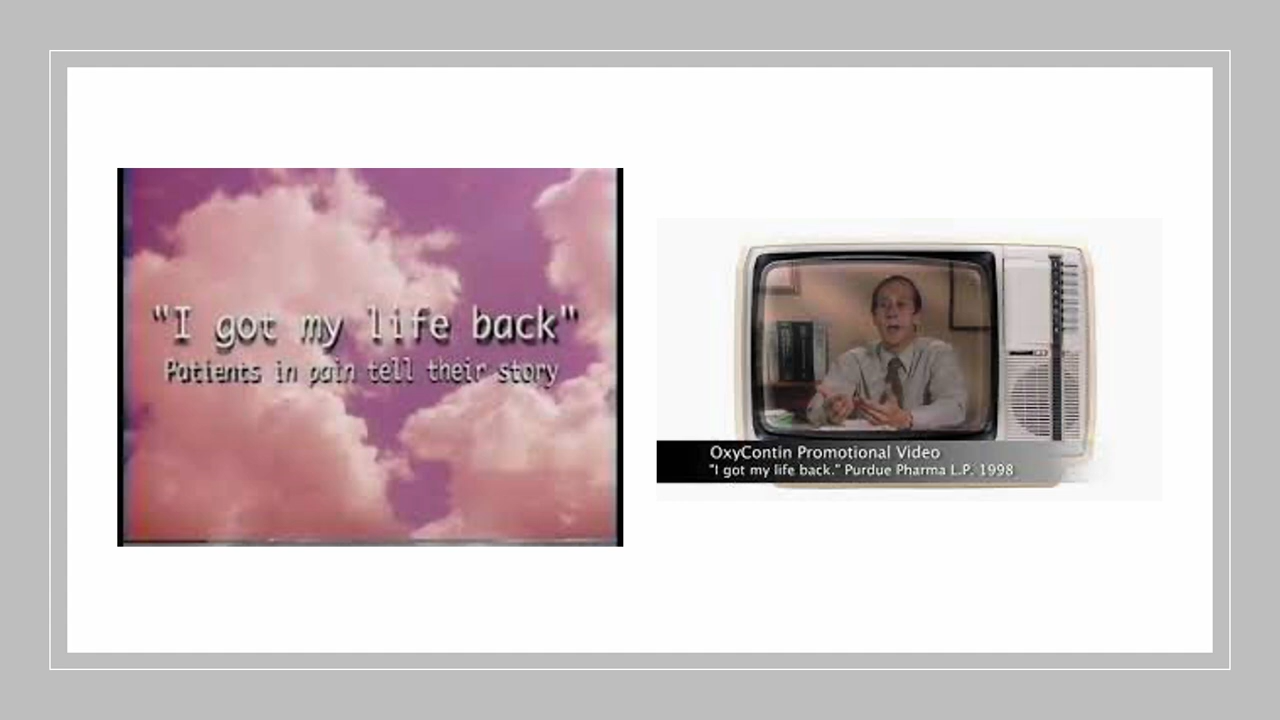 "I got my life back"
Patients in pain tell their story
OxyContin Promotional Video
"I got my life back." Purdue Pharma L.P. 1998